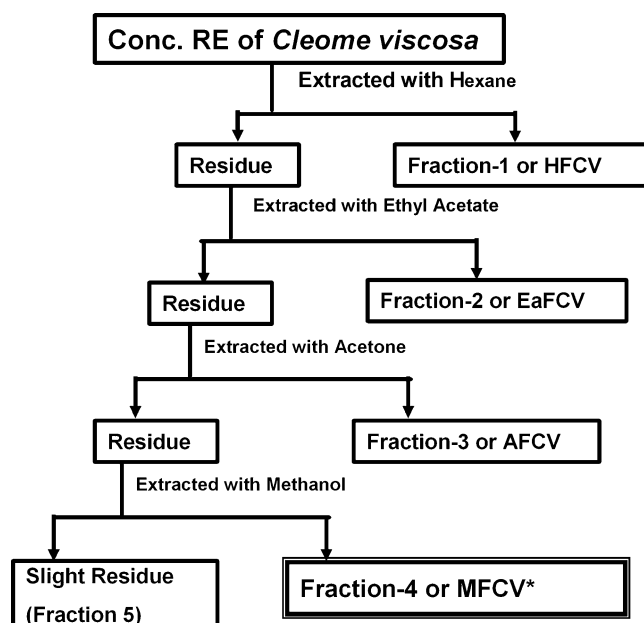 Conc. RE of Cleome viscosa
Extracted with Hexane
Residue
Fraction-1 or HFCV
Extracted with Ethyl Acetate
Residue
Fraction-2 or EaFCV
Extracted with Acetone
Residue
Fraction-3 or AFCV
Extracted with Methanol
Slight Residue
(Fraction 5)
Fraction-4 or MFCV*